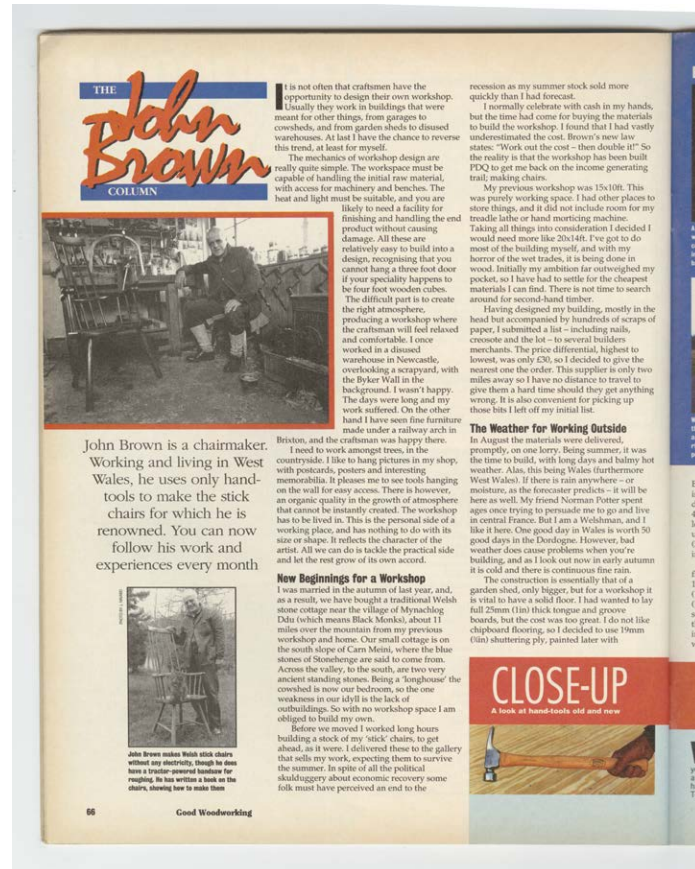 THE
John
Brown
COLUMN
It is not often that craftsmen have the
opportunity to design their own workshop.
Usually they work in buildings that were
meant for other things, from garages to
cowsheds, and from garden sheds to disused
warehouses. At last I have the chance to reverse
this trend, at least for myself.
The mechanics of workshop design are
really quite simple. The workspace must be
capable of handling the initial raw material,
with access for machinery and benches. The
heat and light must be suitable, and you are
likely to need a facility for
finishing and handling the end
product without causing
damage. All these are
relatively easy to build into a
design, recognising that you
cannot hang a three foot door
if your speciality happens to
be four foot wooden cubes.
The difficult part is to create
the right atmosphere,
producing a workshop where
the craftsman will feel relaxed
and comfortable. I once
worked in a disused
warehouse in Newcastle,
overlooking a scrapyard, with
the Byker Wall in the
background. I wasn't happy.
The days were long and my
work suffered. On the other
hand I have seen fine furniture
made under a railway arch in
Brixton, and the craftsman was happy there.
I need to work amongst trees, in the
countryside. I like to hang pictures in my shop,
with postcards, posters and interesting
memorabilia. It pleases me to see tools hanging
on the wall for easy access. There is however,
an organic quality in the growth of atmosphere
that cannot be instantly created. The workshop
has to be lived in. This is the personal side of a
working place, and has nothing to do with its
size or shape. It reflects the character of the
artist. All we can do is tackle the practical side
and let the rest grow of its own accord.
New Beginnings for a Workshop
I was married in the autumn of last year, and,
as a result, we have bought a traditional Welsh
stone cottage near the village of Mynachlog
Ddu (which means Black Monks), about 11
miles over the mountain from my previous
workshop and home. Our small cottage is on
the south slope of Carn Meini, where the blue
stones of Stonehenge are said to come from.
Across the valley, to the south, are two very
ancient standing stones. Being a 'longhouse' the
cowshed is now our bedroom, so the one
weakness in our idyll is the lack of
outbuildings. So with no workshop space I am
obliged to build my own.
Before we moved I worked long hours
building a stock of my 'stick' chairs, to get
ahead, as it were. I delivered these to the gallery
that sells my work, expecting them to survive
the summer. In spite of all the political
skulduggery about economic recovery some
folk must have perceived an end to the
recession as my summer stock sold more
quickly than I had forecast.
I normally celebrate with cash in my hands,
but the time had come for buying the materials
to build the workshop. I found that I had vastly
underestimated the cost. Brown's new law
states: "Work out the cost – then double it!" So
the reality is that the workshop has been built
PDQ to get me back on the income generating
trail; making chairs.
My previous workshop was 15x10ft. This
was purely working space. I had other places to
store things, and it did not include room for my
treadle lathe or hand morticing machine.
Taking all things into consideration I decided I
would need more like 20x14ft. I've got to do
most of the building myself, and with my
horror of the wet trades, it is being done in
wood. Initially my ambition far outweighed my
pocket, so I have had to settle for the cheapest
materials I can find. There is not time to search
around for second-hand timber.
Having designed my building, mostly in the
head but accompanied by hundreds of scraps of
paper, I submitted a list – including nails,
creosote and the lot – to several builders
merchants. The price differential, highest to
lowest, was only £30, so I decided to give the
nearest one the order. This supplier is only two
miles away so I have no distance to travel to
give them a hard time should they get anything
wrong. It is also convenient for picking up
those bits I left off my initial list.
The Weather for Working Outside
In August the materials were delivered,
promptly, on one lorry. Being summer, it was
the time to build, with long days and balmy hot
weather. Alas, this being Wales (furthermore
West Wales). If there is rain anywhere – or
moisture, as the forecaster predicts – it will be
here as well. My friend Norman Potter spent
ages once trying to persuade me to go and live
in central France. But I am a Welshman, and I
like it here. One good day in Wales is worth 50
good days in the Dordogne. However, bad
weather does cause problems when you're
building, and as I look out now in early autumn
it is cold and there is continuous fine rain.
The construction is essentially that of a
garden shed, only bigger, but for a workshop it
is vital to have a solid floor. I had wanted to lay
full 25mm (1in) thick tongue and groove
boards, but the cost was too great. I do not like
chipboard flooring, so I decided to use 19mm
(¾in) shuttering ply, painted later with
John Brown is a chairmaker.
Working and living in West
Wales, he uses only hand-
tools to make the stick
chairs for which he is
renowned. You can now
follow his work and
experiences every month
John Brown makes Welsh stick chairs
without any electricity, though he does
have a tractor-powered bandsaw for
roughing. He has written a book on the
chairs, showing how to make them
CLOSE-UP
A look at hand-tools old and new
66
Good Woodworking